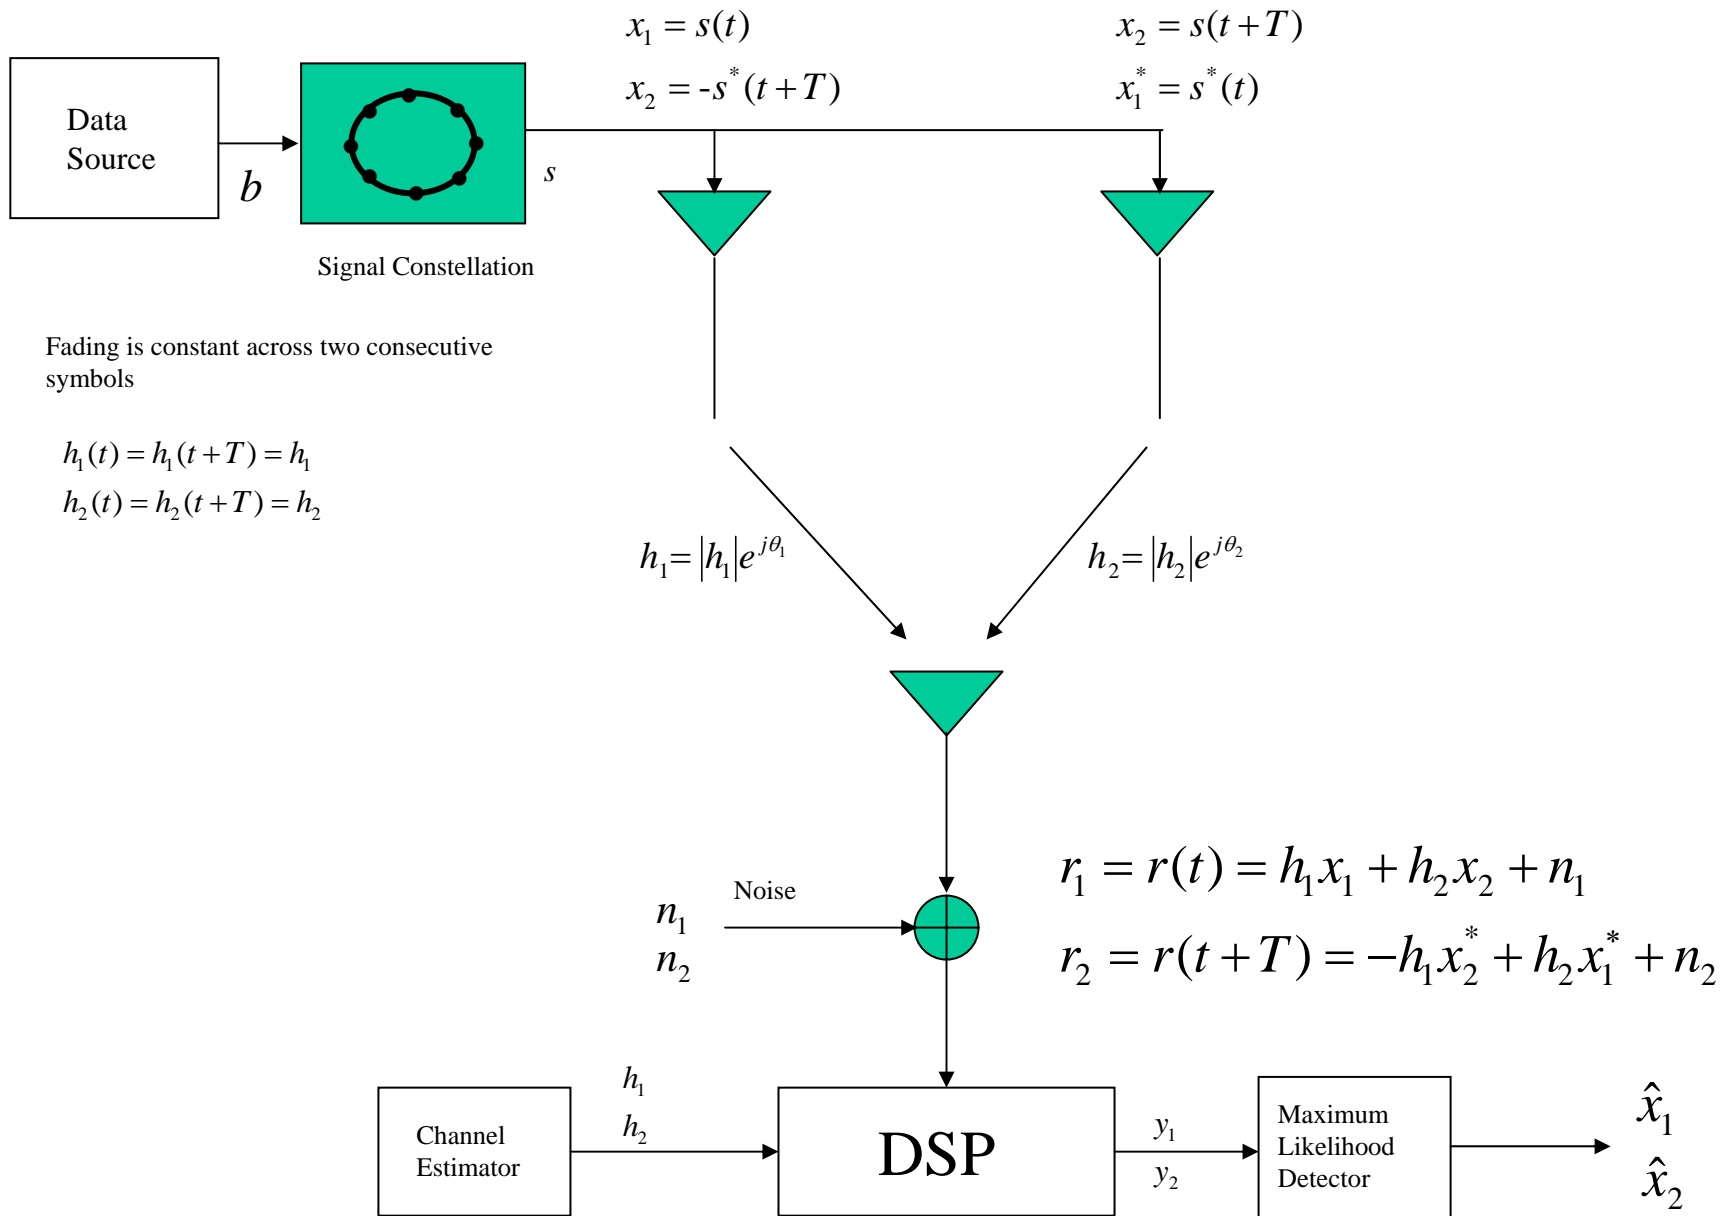 x₁ = s(t)
x₂ = -s*(t+T)
x₂ = s(t+T)
x₁* = s*(t)
Data
Source
b
s
Signal Constellation
Fading is constant across two consecutive
symbols
h₁(t) = h₁(t+T) = h₁
h₂(t) = h₂(t+T) = h₂
h₁ = |h₁|e^{jθ₁}
h₂ = |h₂|e^{jθ₂}
Noise
n₁
n₂
r₁ = r(t) = h₁x₁ + h₂x₂ + n₁
r₂ = r(t+T) = −h₁x₂* + h₂x₁* + n₂
Channel
Estimator
h₁
h₂
DSP
y₁
y₂
Maximum
Likelihood
Detector
x̂₁
x̂₂